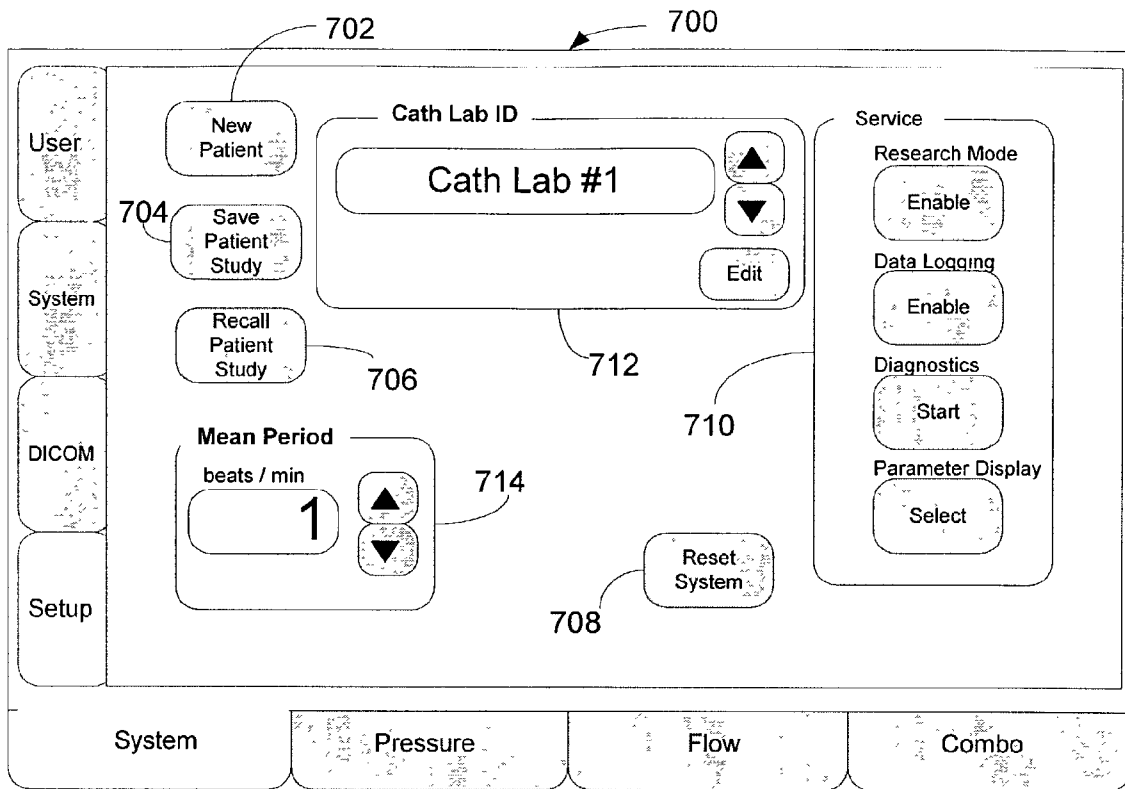 702
700
User
System
DICOM
Setup
New
Patient
704
Save
Patient
Study
Recall
Patient
Study
706
Cath Lab ID
Cath Lab #1
Edit
712
Service
Research Mode
Enable
Data Logging
Enable
Diagnostics
Start
Parameter Display
Select
710
Mean Period
beats / min
1
714
Reset
System
708
System
Pressure
Flow
Combo